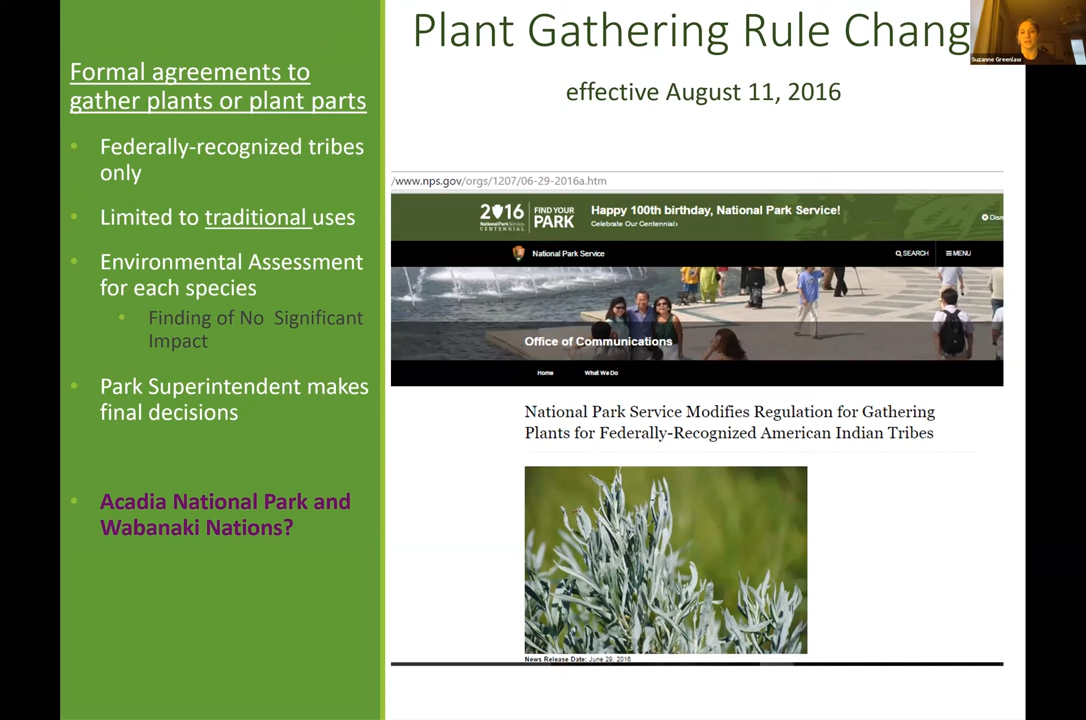 Plant Gathering Rule Chang
effective August 11, 2016
Suzanne Greenlaw
Formal agreements to
gather plants or plant parts
• Federally-recognized tribes
only
• Limited to traditional uses
• Environmental Assessment
for each species
• Finding of No Significant
Impact
• Park Superintendent makes
final decisions
• Acadia National Park and
Wabanaki Nations?
/www.nps.gov/orgs/1207/06-29-2016a.htm
2016
National Park Service
CENTENNIAL
FIND YOUR
PARK
Happy 100th birthday, National Park Service!
Celebrate Our Centennial ›
Dism
National Park Service
SEARCH
MENU
Office of Communications
Home
What We Do
National Park Service Modifies Regulation for Gathering
Plants for Federally-Recognized American Indian Tribes
News Release Date: June 29, 2016